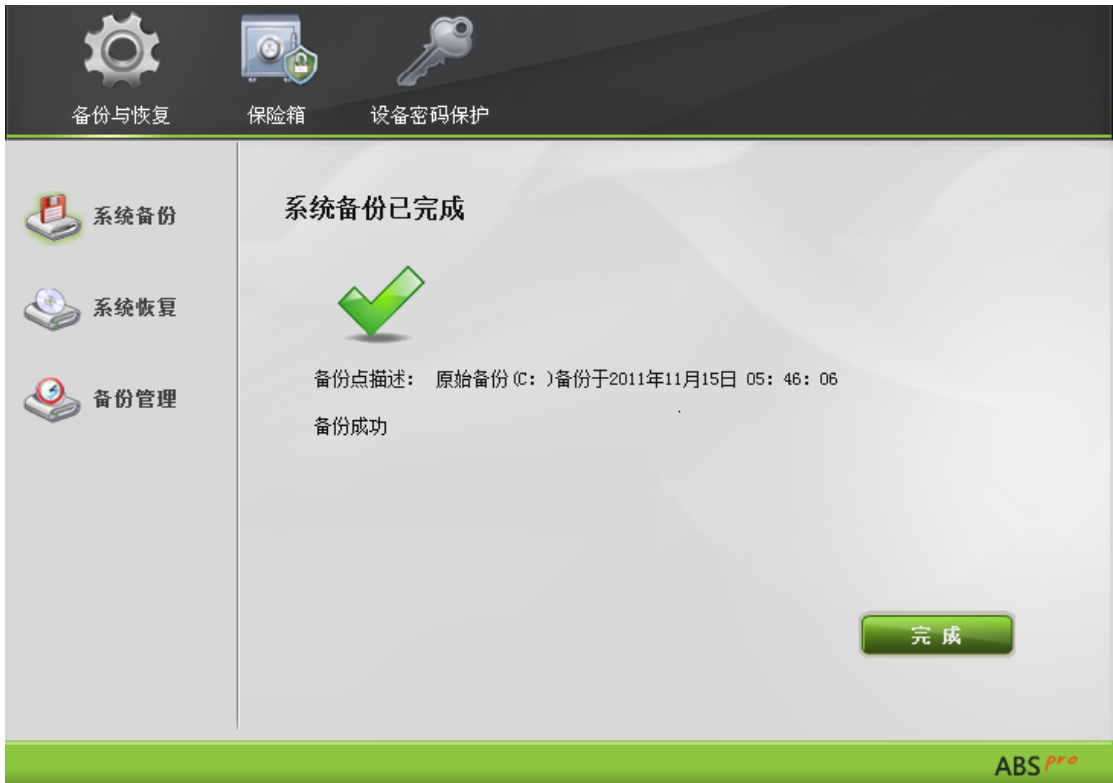 备份与恢复 保险箱 设备密码保护
系统备份
系统恢复
备份管理
系统备份已完成
备份点描述： 原始备份(C: )备份于2011年11月15日 05: 46: 06
备份成功
完 成
ABS pro